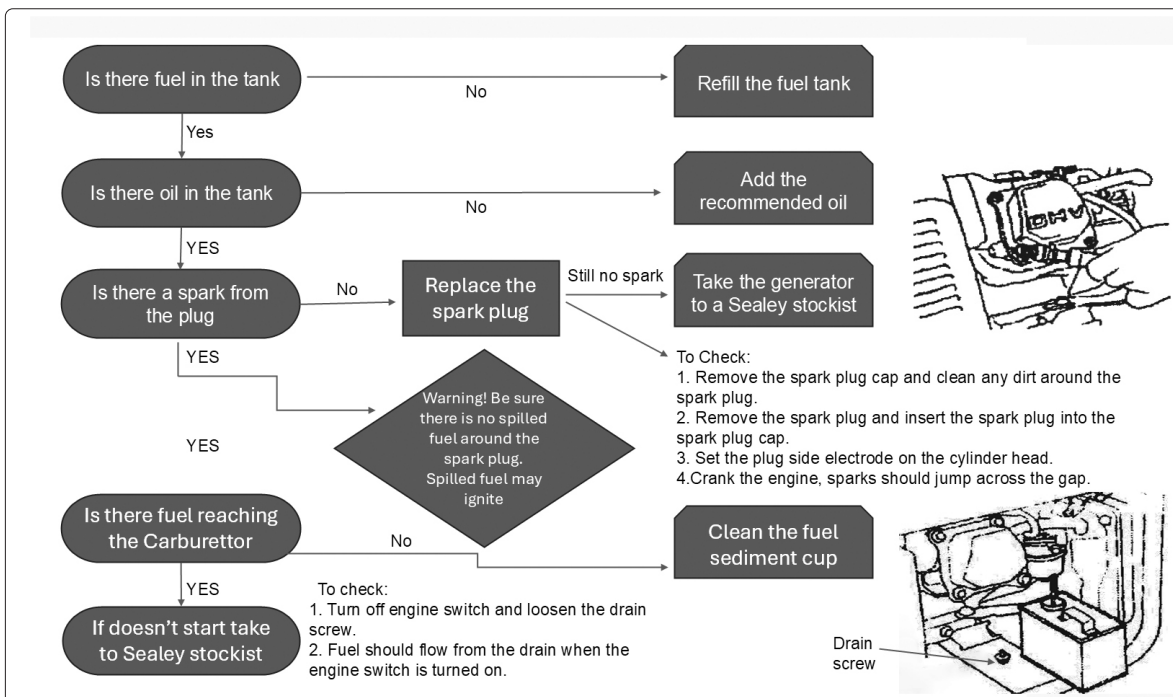 Is there fuel in the tank
No
Refill the fuel tank
Yes
Is there oil in the tank
No
Add the
recommended oil
OHV
YES
Is there a spark from
the plug
No
Replace the
spark plug
Still no spark
Take the generator
to a Sealey stockist
YES
Warning! Be sure
there is no spilled
fuel around the
spark plug.
Spilled fuel may
ignite
To Check:
1. Remove the spark plug cap and clean any dirt around the
spark plug.
2. Remove the spark plug and insert the spark plug into the
spark plug cap.
3. Set the plug side electrode on the cylinder head.
4.Crank the engine, sparks should jump across the gap.
YES
Is there fuel reaching
the Carburettor
No
Clean the fuel
sediment cup
YES
If doesn't start take
to Sealey stockist
To check:
1. Turn off engine switch and loosen the drain
screw.
2. Fuel should flow from the drain when the
engine switch is turned on.
Drain
screw